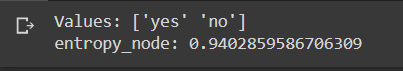 Values: ['yes' 'no']
entropy_node: 0.9402859586706309